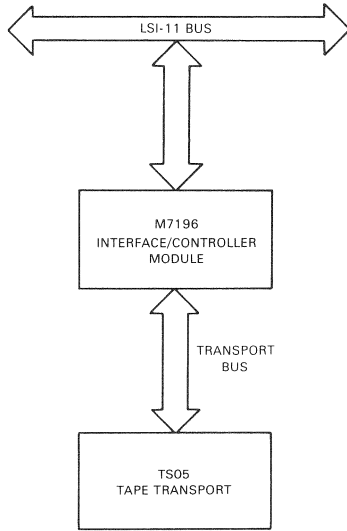 LSI-11 BUS
M7196
INTERFACE/CONTROLLER
MODULE
TRANSPORT
BUS
TS05
TAPE TRANSPORT